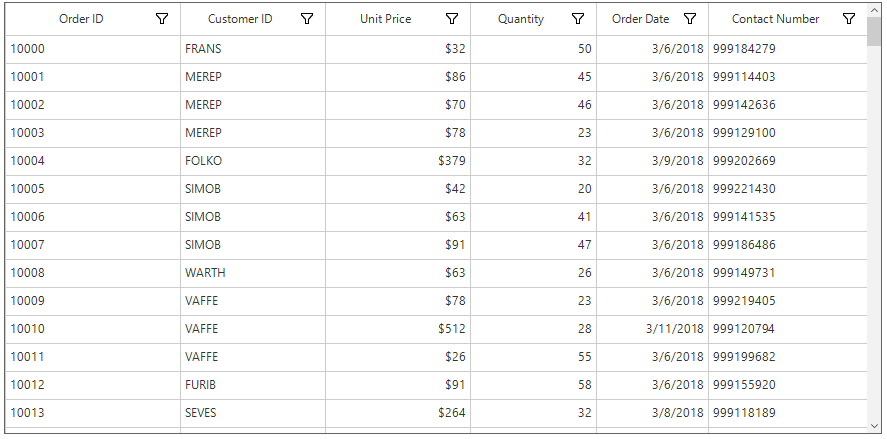 Order ID Customer ID Unit Price Quantity Order Date Contact Number
10000 FRANS $32 50 3/6/2018 999184279
10001 MEREP $86 45 3/6/2018 999114403
10002 MEREP $70 46 3/6/2018 999142636
10003 MEREP $78 23 3/6/2018 999129100
10004 FOLKO $379 32 3/9/2018 999202669
10005 SIMOB $42 20 3/6/2018 999221430
10006 SIMOB $63 41 3/6/2018 999141535
10007 SIMOB $91 47 3/6/2018 999186486
10008 WARTH $63 26 3/6/2018 999149731
10009 VAFFE $78 23 3/6/2018 999219405
10010 VAFFE $512 28 3/11/2018 999120794
10011 VAFFE $26 55 3/6/2018 999199682
10012 FURIB $91 58 3/6/2018 999155920
10013 SEVES $264 32 3/8/2018 999118189